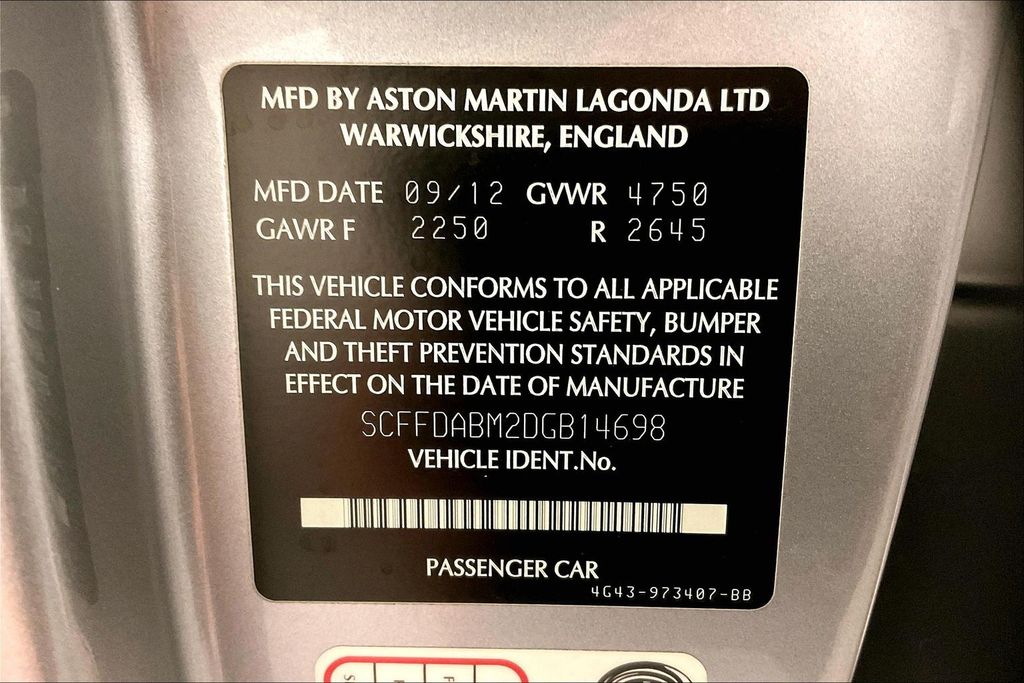 MFD BY ASTON MARTIN LAGONDA LTD
WARWICKSHIRE, ENGLAND
MFD DATE 09/12 GVWR 4750
GAWR F 2250 R 2645
THIS VEHICLE CONFORMS TO ALL APPLICABLE
FEDERAL MOTOR VEHICLE SAFETY, BUMPER
AND THEFT PREVENTION STANDARDS IN
EFFECT ON THE DATE OF MANUFACTURE
SCFFDABM2DGB14698
VEHICLE IDENT.No.
PASSENGER CAR
4G43-973407-BB